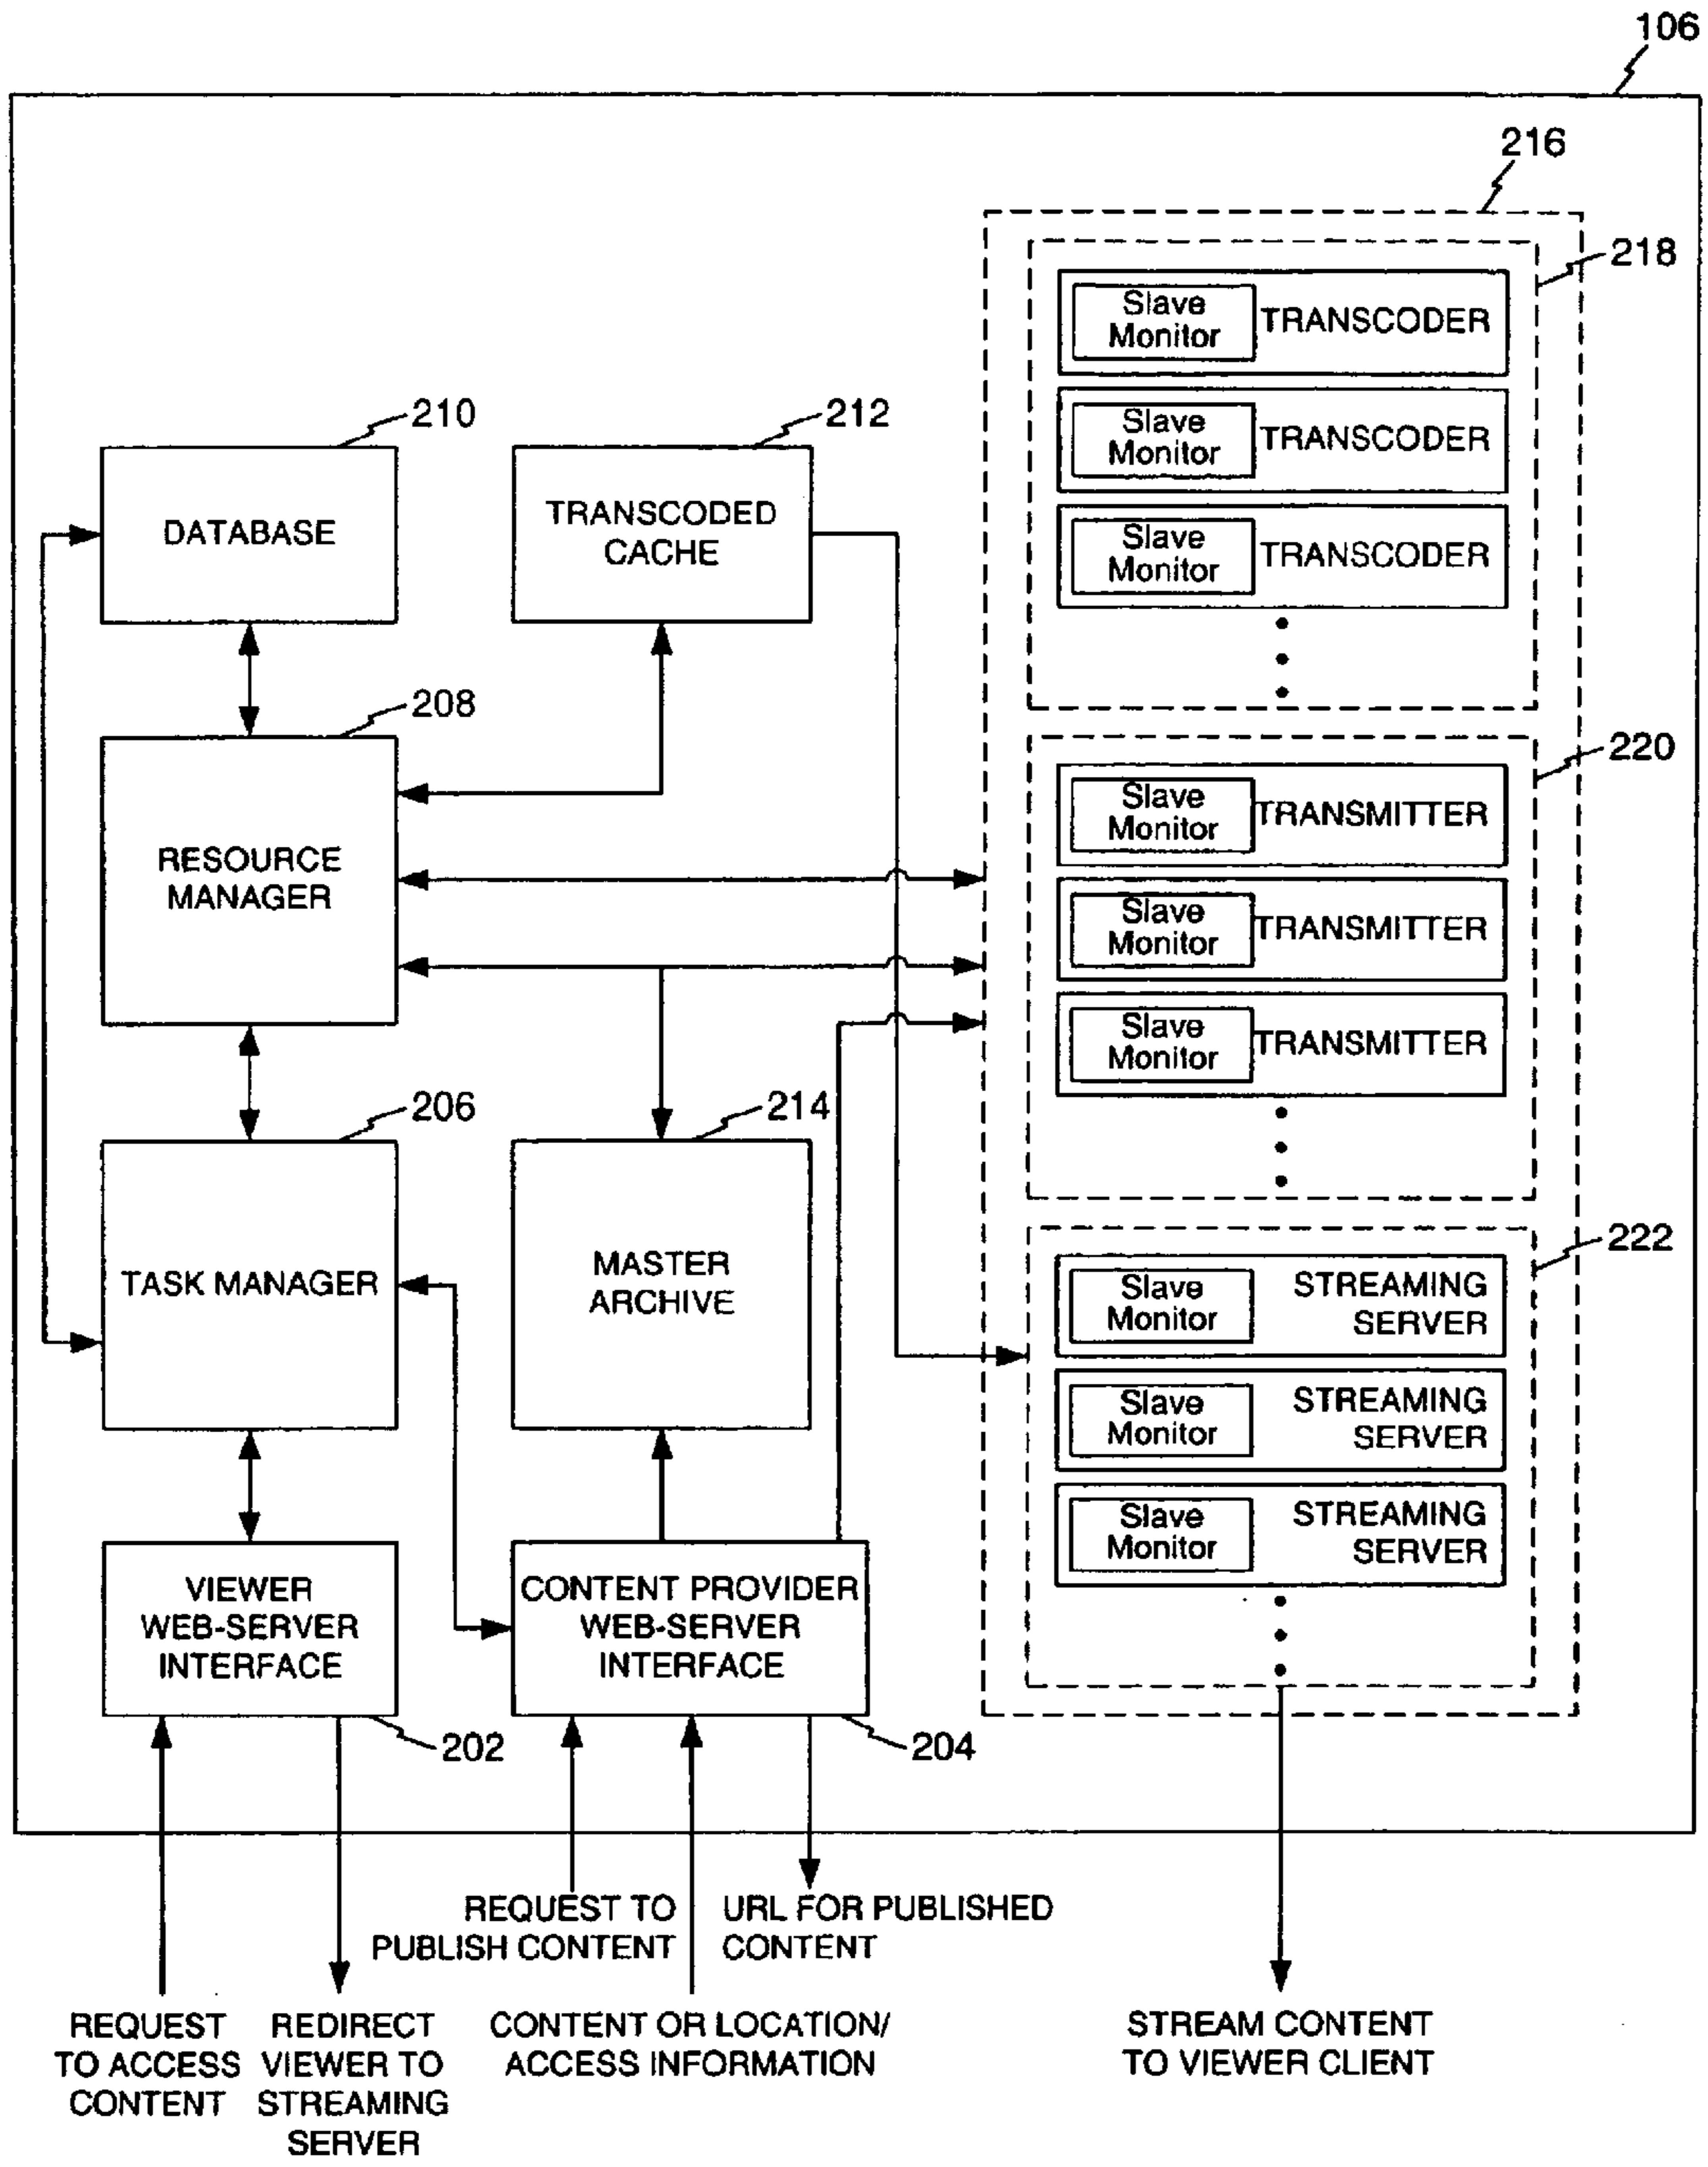 106
216
218
Slave
Monitor
TRANSCODER
Slave
Monitor
TRANSCODER
Slave
Monitor
TRANSCODER
210
DATABASE
212
TRANSCODED
CACHE
208
RESOURCE
MANAGER
220
Slave
Monitor
TRANSMITTER
Slave
Monitor
TRANSMITTER
Slave
Monitor
TRANSMITTER
206
TASK MANAGER
214
MASTER
ARCHIVE
222
Slave
Monitor
STREAMING
SERVER
Slave
Monitor
STREAMING
SERVER
Slave
Monitor
STREAMING
SERVER
VIEWER
WEB-SERVER
INTERFACE
202
CONTENT PROVIDER
WEB-SERVER
INTERFACE
204
REQUEST TO
PUBLISH CONTENT
URL FOR PUBLISHED
CONTENT
REQUEST
TO ACCESS
CONTENT
REDIRECT
VIEWER TO
STREAMING
SERVER
CONTENT OR LOCATION/
ACCESS INFORMATION
STREAM CONTENT
TO VIEWER CLIENT